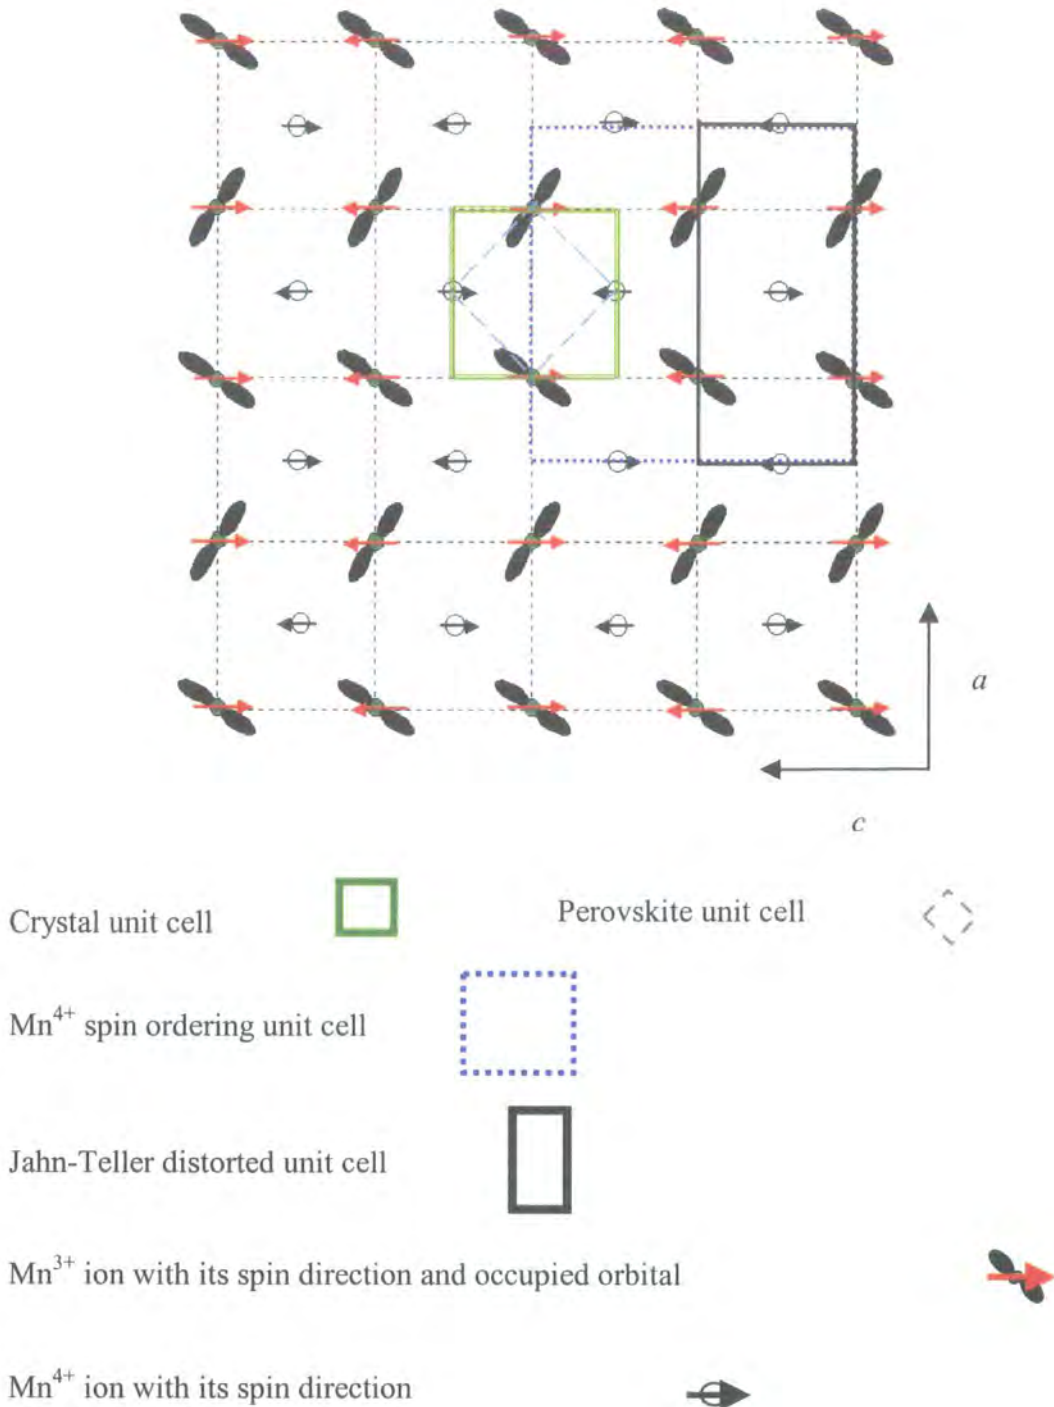 a
c
Crystal unit cell
Perovskite unit cell
Mn⁴⁺ spin ordering unit cell
Jahn-Teller distorted unit cell
Mn³⁺ ion with its spin direction and occupied orbital
Mn⁴⁺ ion with its spin direction